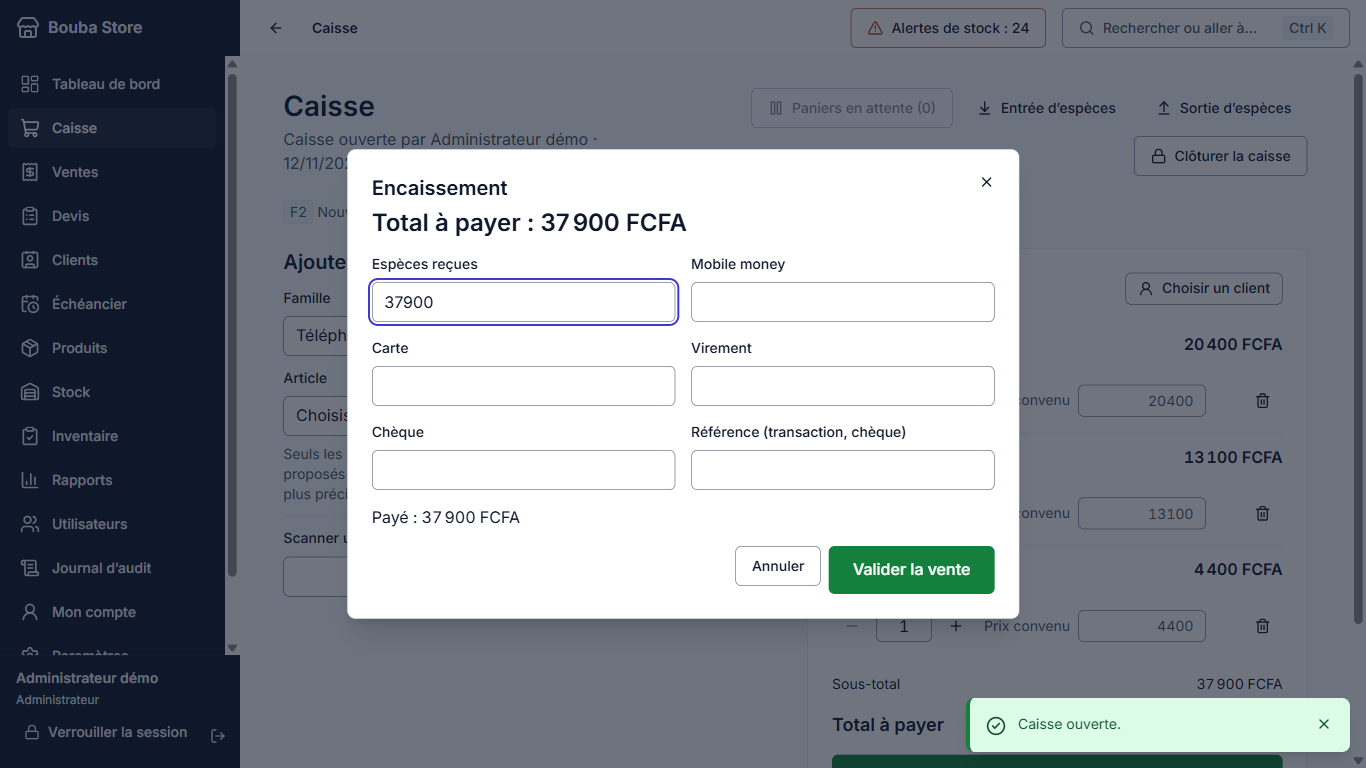 Bouba Store
Caisse
Alertes de stock : 24
Rechercher ou aller à...
Ctrl K
Tableau de bord
Caisse
Ventes
Devis
Clients
Échéancier
Produits
Stock
Inventaire
Rapports
Utilisateurs
Journal d'audit
Mon compte
Administrateur démo
Administrateur
Verrouiller la session
Caisse
Caisse ouverte par Administrateur démo ·
Paniers en attente (0)
Entrée d'espèces
Sortie d'espèces
Clôturer la caisse
F2
Famille
Article
Seuls les
Encaissement
Total à payer : 37 900 FCFA
Espèces reçues
Mobile money
37900
Carte
Virement
Chèque
Référence (transaction, chèque)
Payé : 37 900 FCFA
Annuler
Valider la vente
Choisir un client
20 400 FCFA
20400
13 100 FCFA
13100
4 400 FCFA
1
Prix convenu
4400
Sous-total
37 900 FCFA
Total à payer
Caisse ouverte.